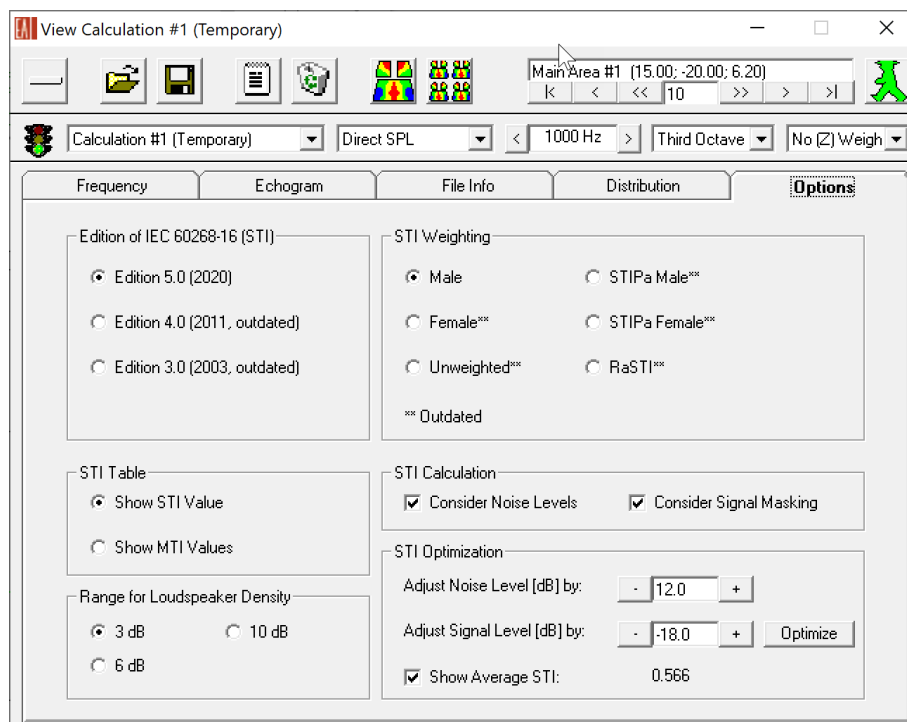 EASE View Calculation #1 (Temporary)
Main Area #1 (15.00; -20.00; 6.20)
|< < << 10 >> > >|
Calculation #1 (Temporary) Direct SPL < 1000 Hz > Third Octave No (Z) Weigh
Frequency Echogram File Info Distribution Options
Edition of IEC 60268-16 (STI)
Edition 5.0 (2020)
Edition 4.0 (2011, outdated)
Edition 3.0 (2003, outdated)
STI Weighting
Male STIPa Male**
Female** STIPa Female**
Unweighted** RaSTI**
** Outdated
STI Table
Show STI Value
Show MTI Values
STI Calculation
Consider Noise Levels Consider Signal Masking
Range for Loudspeaker Density
3 dB 10 dB
6 dB
STI Optimization
Adjust Noise Level [dB] by: - 12.0 +
Adjust Signal Level [dB] by: - -18.0 + Optimize
Show Average STI: 0.566